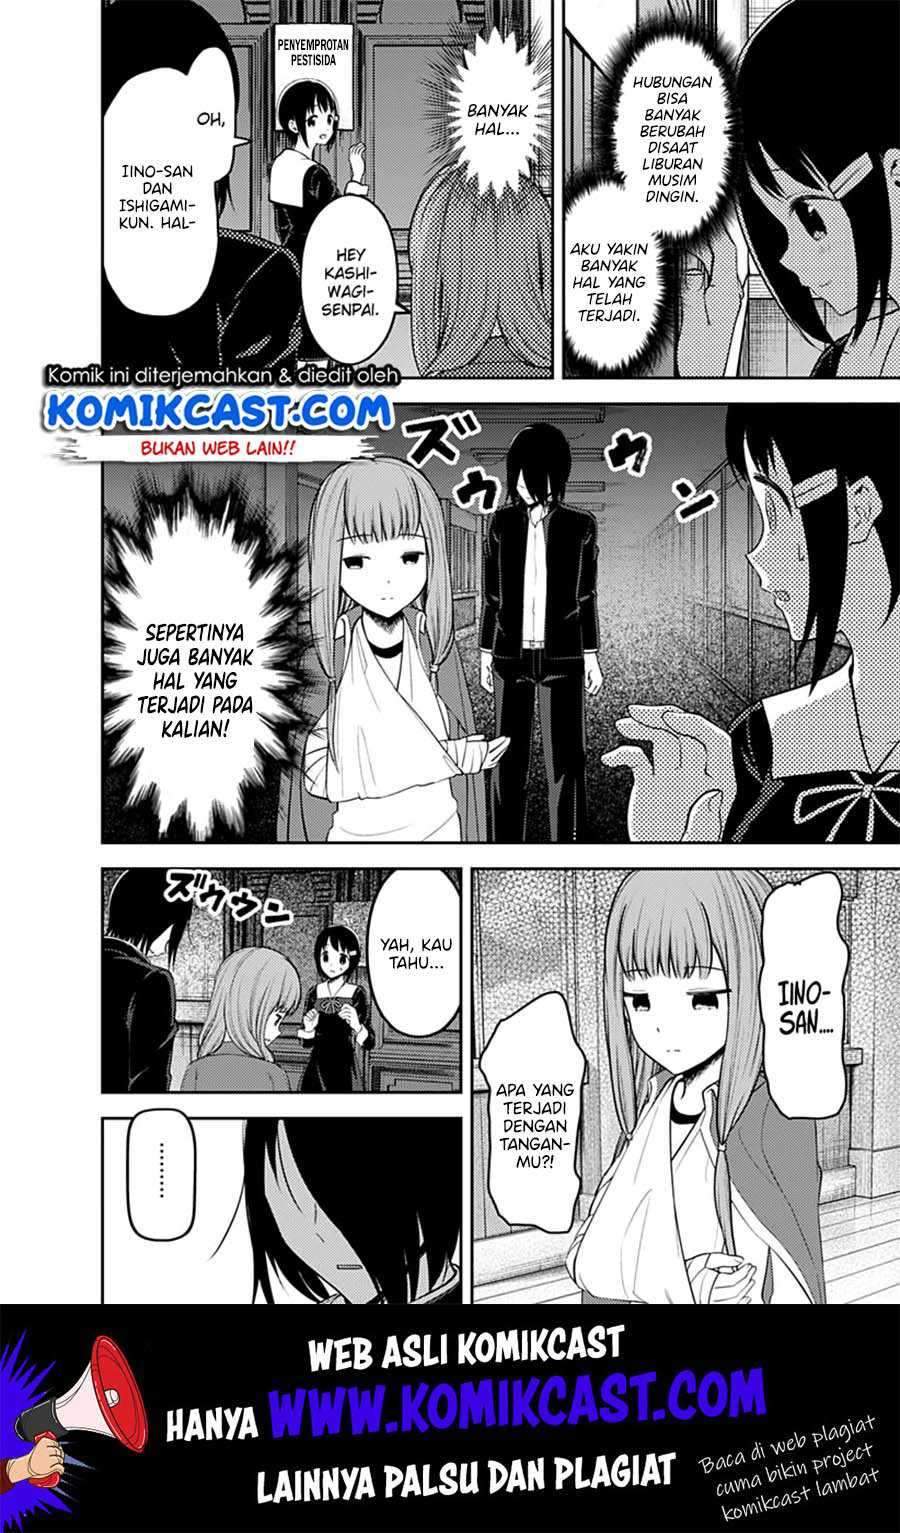 HUBUNGAN
BISA
BANYAK
BERUBAH
DISAAT
LIBURAN
MUSIM
DINGIN.
AKU YAKIN
BANYAK
HAL YANG
TELAH
TERJADI.
BANYAK
HAL...
PENYEMPROTAN
PESTISIDA
HEY
KASHI-
WAGI-
SENPAI.
OH,
IINO-SAN
DAN
ISHIGAMI-
KUN. HAL-
Komik ini diterjemahkan & diedit oleh
KOMIKCAST.COM
BUKAN WEB LAIN!!
ズゥゥン
SEPERTINYA
JUGA BANYAK
HAL YANG
TERJADI PADA
KALIAN!
IINO-
SAN....
APA YANG
TERJADI
DENGAN
TANGAN-
MU?!
YAH, KAU
TAHU...
ズゥゥン
.........
WEB ASLI KOMIKCAST
HANYA WWW.KOMIKCAST.COM
LAINNYA PALSU DAN PLAGIAT
Baca di web plagiat
cuma bikin project
komikcast lambat